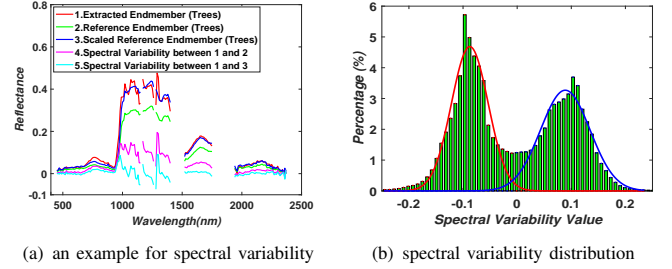 0.8
0.6
0.4
0.2
0
-0.1
Reflectance
1.Extracted Endmember (Trees)
2.Reference Endmember (Trees)
3.Scaled Reference Endmember (Trees)
4.Spectral Variability between 1 and 2
5.Spectral Variability between 1 and 3
500 1000 1500 2000 2500
Wavelength(nm)
(a) an example for spectral variability
6
5
4
3
2
1
0
Percentage (%)
-0.2 -0.1 0 0.1 0.2
Spectral Variability Value
(b) spectral variability distribution